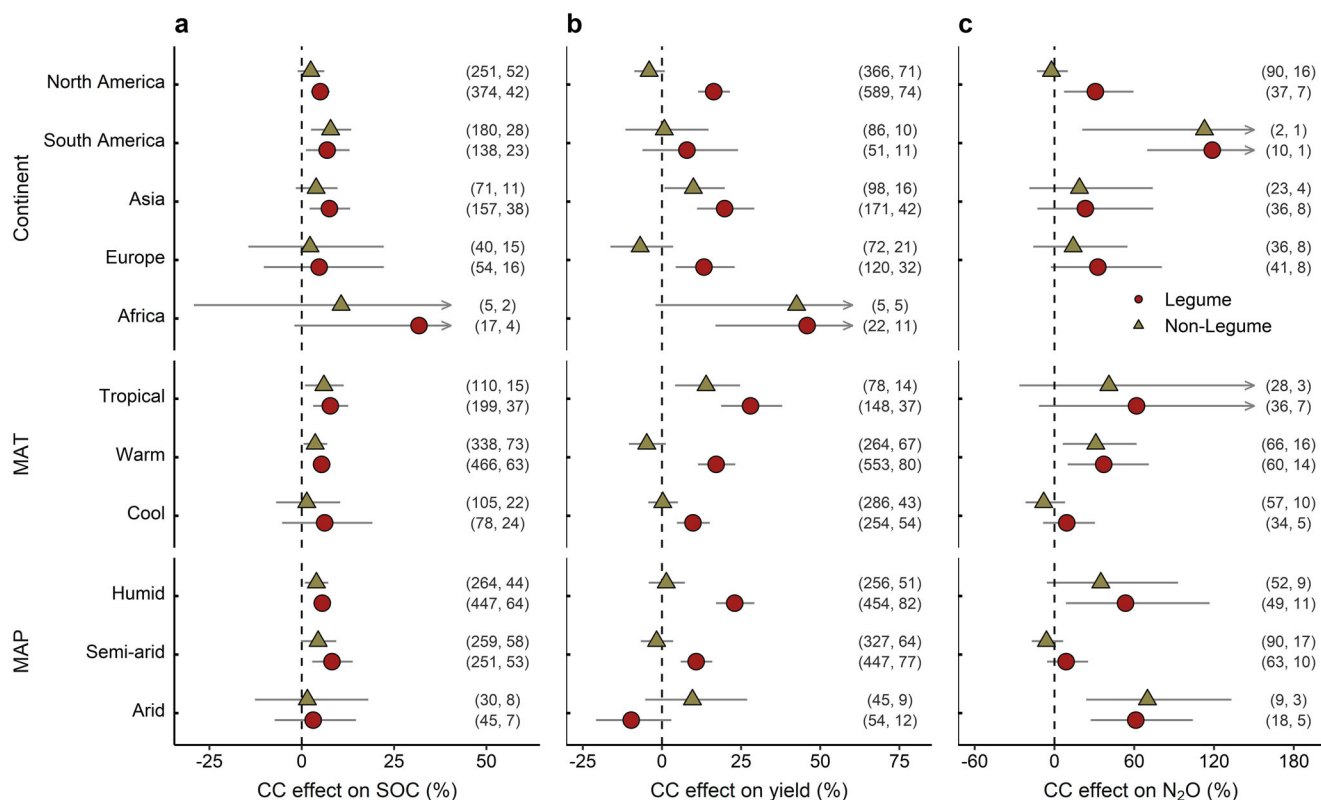 a
b
c
Continent
North America
(251, 52)
(374, 42)
(366, 71)
(589, 74)
(90, 16)
(37, 7)
South America
(180, 28)
(138, 23)
(86, 10)
(51, 11)
(2, 1)
(10, 1)
Asia
(71, 11)
(157, 38)
(98, 16)
(171, 42)
(23, 4)
(36, 8)
Europe
(40, 15)
(54, 16)
(72, 21)
(120, 32)
(36, 8)
(41, 8)
Africa
(5, 2)
(17, 4)
(5, 5)
(22, 11)
Legume
Non-Legume
MAT
Tropical
(110, 15)
(199, 37)
(78, 14)
(148, 37)
(28, 3)
(36, 7)
Warm
(338, 73)
(466, 63)
(264, 67)
(553, 80)
(66, 16)
(60, 14)
Cool
(105, 22)
(78, 24)
(286, 43)
(254, 54)
(57, 10)
(34, 5)
MAP
Humid
(264, 44)
(447, 64)
(256, 51)
(454, 82)
(52, 9)
(49, 11)
Semi-arid
(259, 58)
(251, 53)
(327, 64)
(447, 77)
(90, 17)
(63, 10)
Arid
(30, 8)
(45, 7)
(45, 9)
(54, 12)
(9, 3)
(18, 5)
-25 0 25 50
-25 0 25 50 75
-60 0 60 120 180
CC effect on SOC (%)
CC effect on yield (%)
CC effect on N₂O (%)